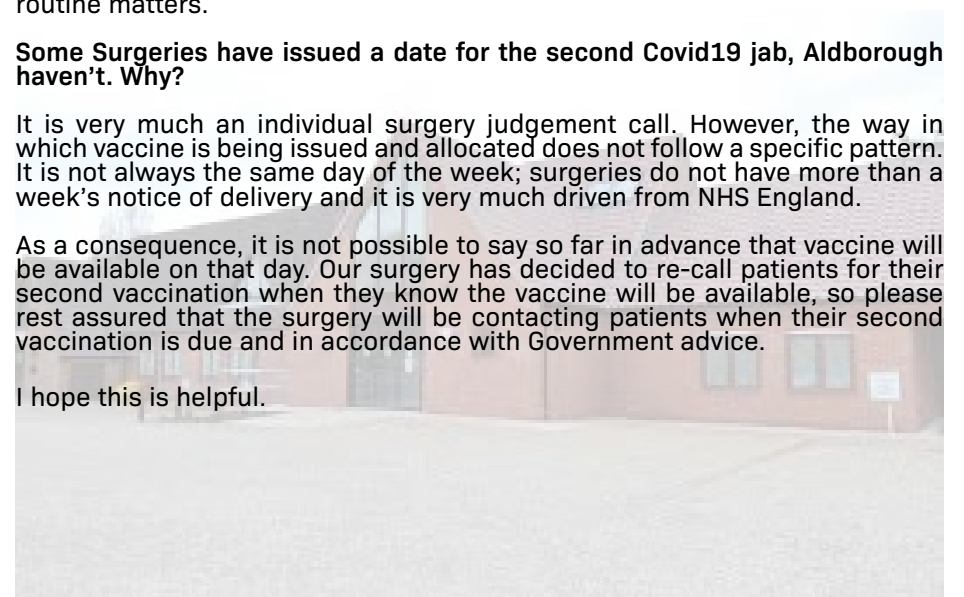 routine matters.
Some Surgeries have issued a date for the second Covid19 jab, Aldborough
haven't. Why?
It is very much an individual surgery judgement call. However, the way in
which vaccine is being issued and allocated does not follow a specific pattern.
It is not always the same day of the week; surgeries do not have more than a
week's notice of delivery and it is very much driven from NHS England.
As a consequence, it is not possible to say so far in advance that vaccine will
be available on that day. Our surgery has decided to re-call patients for their
second vaccination when they know the vaccine will be available, so please
rest assured that the surgery will be contacting patients when their second
vaccination is due and in accordance with Government advice.
I hope this is helpful.